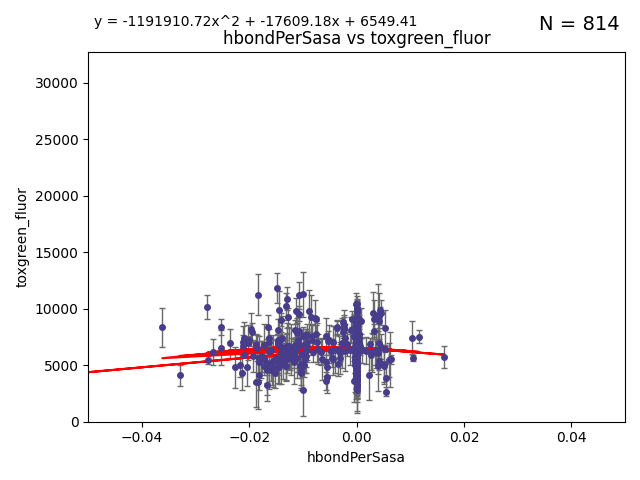 y = -1191910.72x^2 + -17609.18x + 6549.41
N = 814
hbondPerSasa vs toxgreen_fluor
30000
25000
20000
15000
10000
5000
0
toxgreen_fluor
−0.04
−0.02
0.00
0.02
0.04
hbondPerSasa